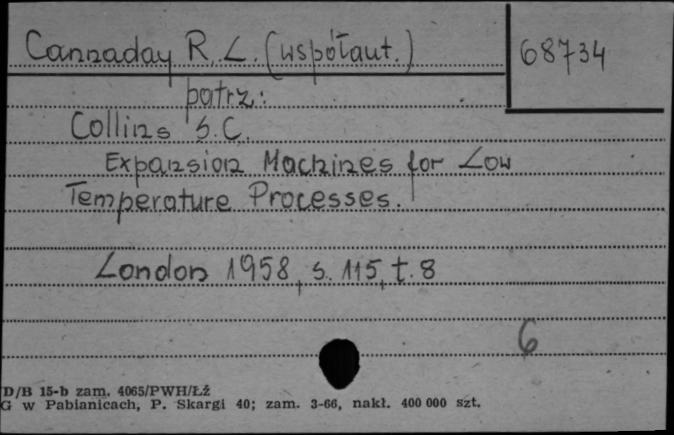 Cannaday R. L. (współaut.)
68734
patrz:
Collins S.C.
Expansion Machines for Low
Temperature Processes.
London 1958, s. 115, t. 8
6
D/B 15-b zam. 4065/PWH/ŁŻ
G w Pabianicach, P. Skargi 40; zam. 3-66, nakł. 400 000 szt.